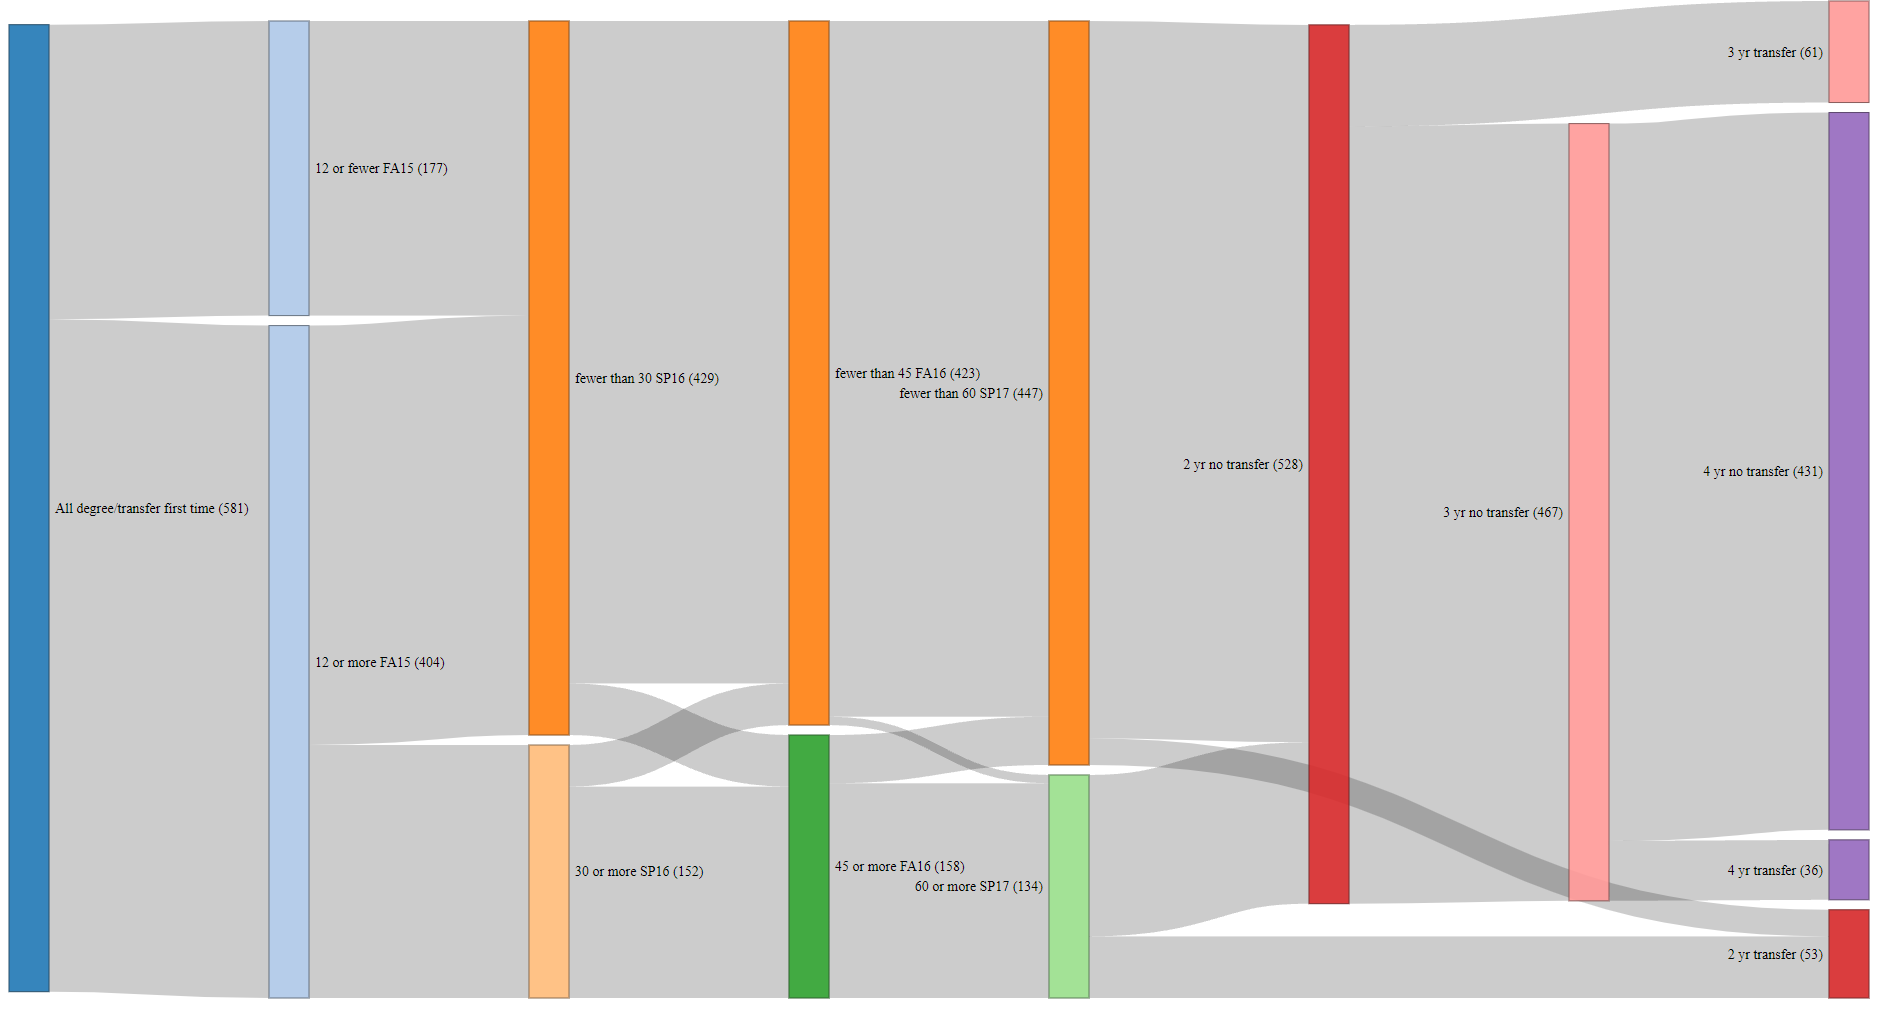 All degree/transfer first time (581)
12 or fewer FA15 (177)
12 or more FA15 (404)
fewer than 30 SP16 (429)
30 or more SP16 (152)
fewer than 45 FA16 (423)
fewer than 60 SP17 (447)
45 or more FA16 (158)
60 or more SP17 (134)
2 yr no transfer (528)
3 yr no transfer (467)
3 yr transfer (61)
4 yr no transfer (431)
4 yr transfer (36)
2 yr transfer (53)